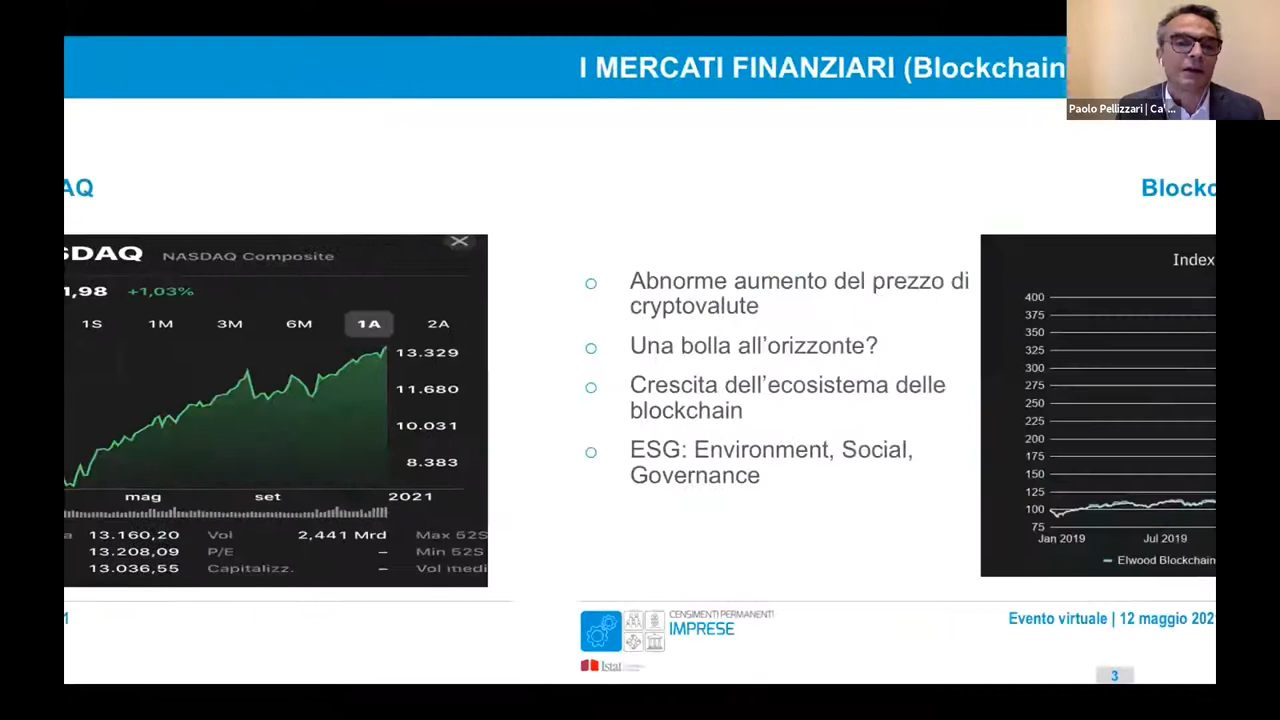 I MERCATI FINANZIARI (Blockchain
Paolo Pellizzari | Ca' ...
AQ
Blockc
SDAQ NASDAQ Composite
1,98 +1,03%
1S 1M 3M 6M 1A 2A
13.329
11.680
10.031
8.383
mag set 2021
a 13.160,20 Vol 2,441 Mrd Max 52S
13.208,09 P/E – Min 52S
13.036,55 Capitalizz. – Vol medi
Abnorme aumento del prezzo di
cryptovalute
Una bolla all’orizzonte?
Crescita dell’ecosistema delle
blockchain
ESG: Environment, Social,
Governance
Index
400
375
350
325
300
275
250
225
200
175
150
125
100
75
Jan 2019 Jul 2019
Elwood Blockchain
1
CENSIMENTI PERMANENTI
IMPRESE
Istat
Evento virtuale | 12 maggio 202
3